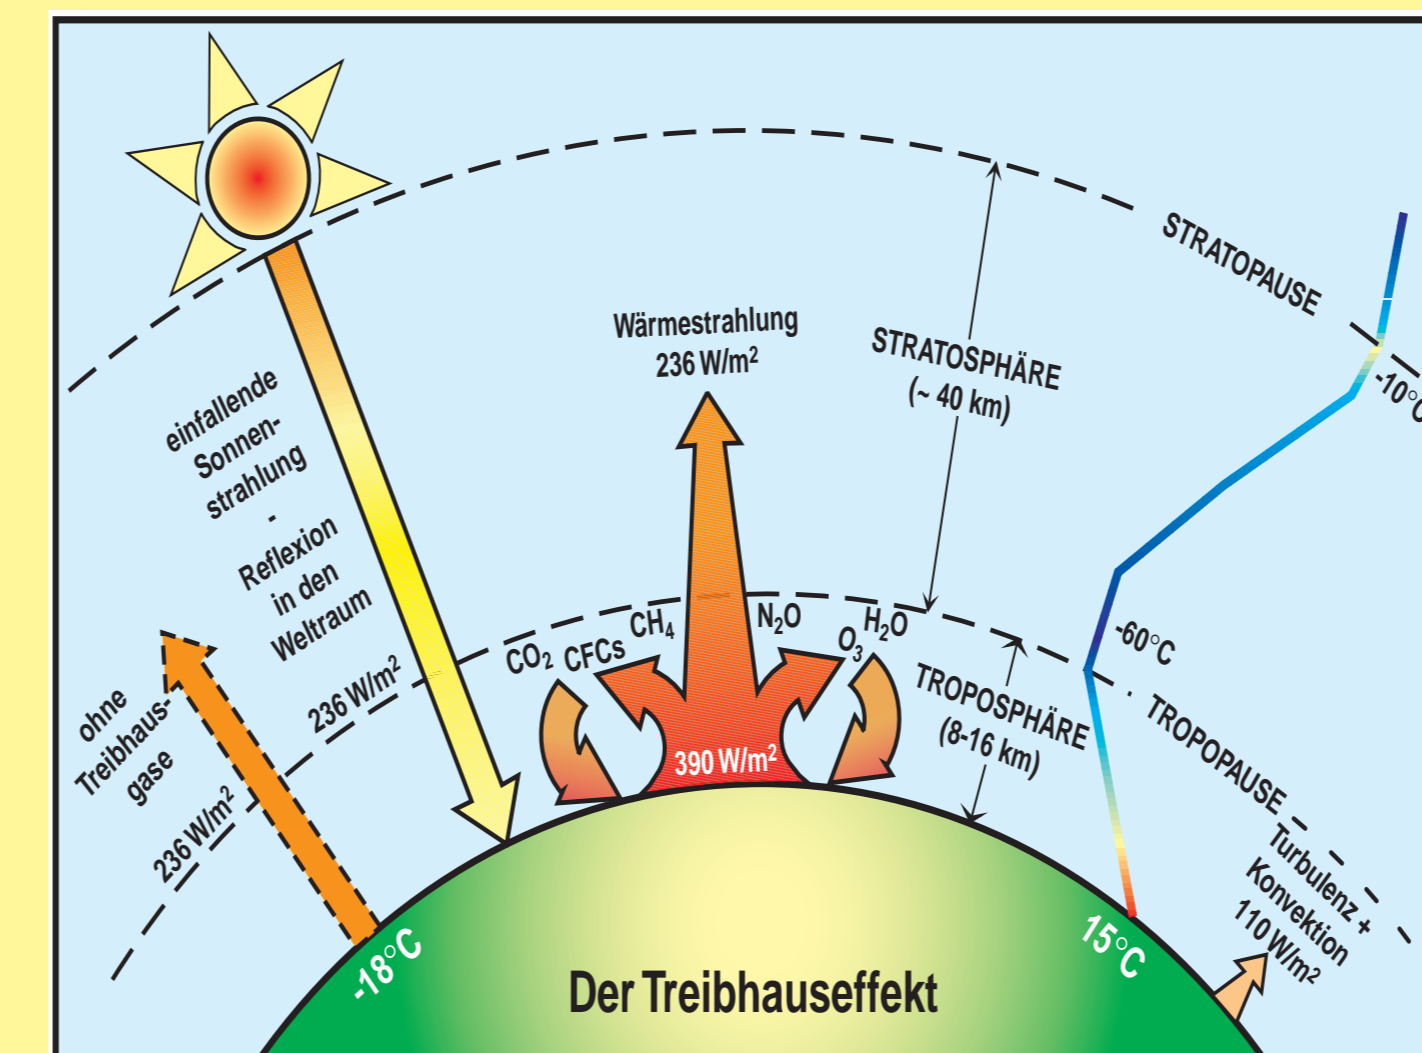 STRATOPAUSE
Wärmestrahlung
236 W/m²
STRATOSPHÄRE
(~ 40 km)
-10°C
einfallende
Sonnen-
strahlung
-
Reflexion
in den
Weltraum
236 W/m²
ohne
Treibhaus-
gase
236 W/m²
CO₂
CFCs
CH₄
N₂O
O₃
H₂O
390 W/m²
TROPOSPHÄRE
(8-16 km)
-60°C
TROPOPAUSE
Turbulenz +
Konvektion
110 W/m²
-18°C
15°C
Der Treibhauseffekt